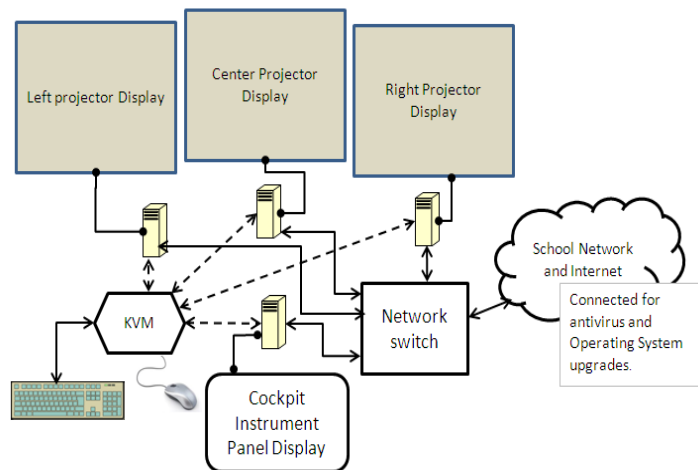 Left projector Display
Center Projector
Display
Right Projector
Display
School Network
and Internet
Connected for
antivirus and
Operating System
upgrades.
KVM
Network
switch
Cockpit
Instrument
Panel Display